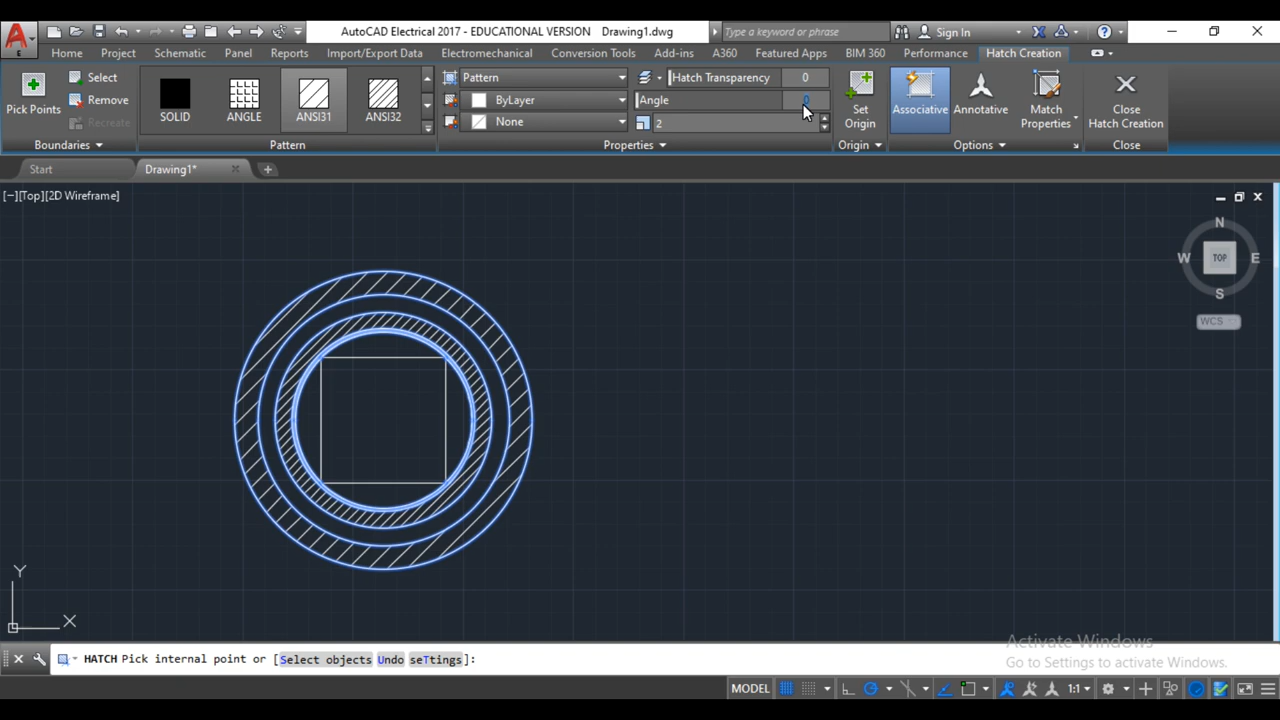 AutoCAD Electrical 2017 - EDUCATIONAL VERSION Drawing1.dwg
Type a keyword or phrase
Sign In
E
Home Project Schematic Panel Reports Import/Export Data Electromechanical Conversion Tools Add-ins A360 Featured Apps BIM 360 Performance Hatch Creation
Pick Points
Select
Remove
Recreate
SOLID ANGLE ANSI31 ANSI32
Pattern
ByLayer
None
Hatch Transparency 0
Angle 0
2
Set Origin
Associative
Annotative
Match Properties
Close Hatch Creation
Boundaries Pattern Properties Origin Options Close
Start Drawing1*
[−][Top][2D Wireframe]
N
W TOP E
S
WCS
Y
X
Activate Windows
Go to Settings to activate Windows.
HATCH Pick internal point or [Select objects Undo seTtings]:
MODEL 1:1